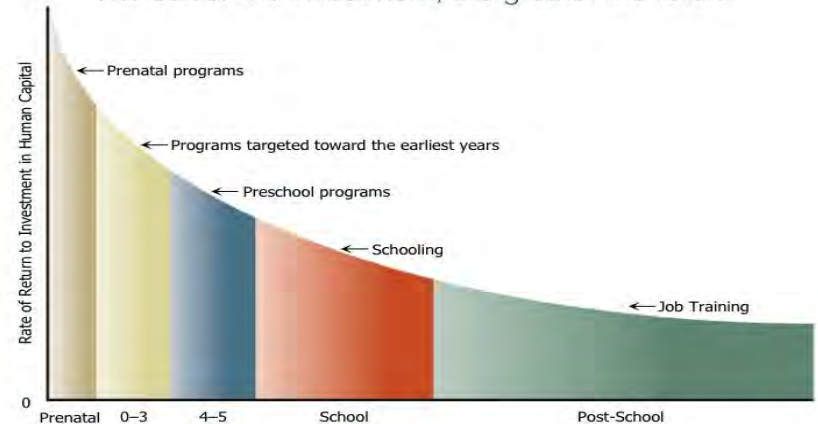 Rate of Return to Investment in Human Capital
Prenatal programs
Programs targeted toward the earliest years
Preschool programs
Schooling
Job Training
0
Prenatal 0–3 4–5 School Post-School